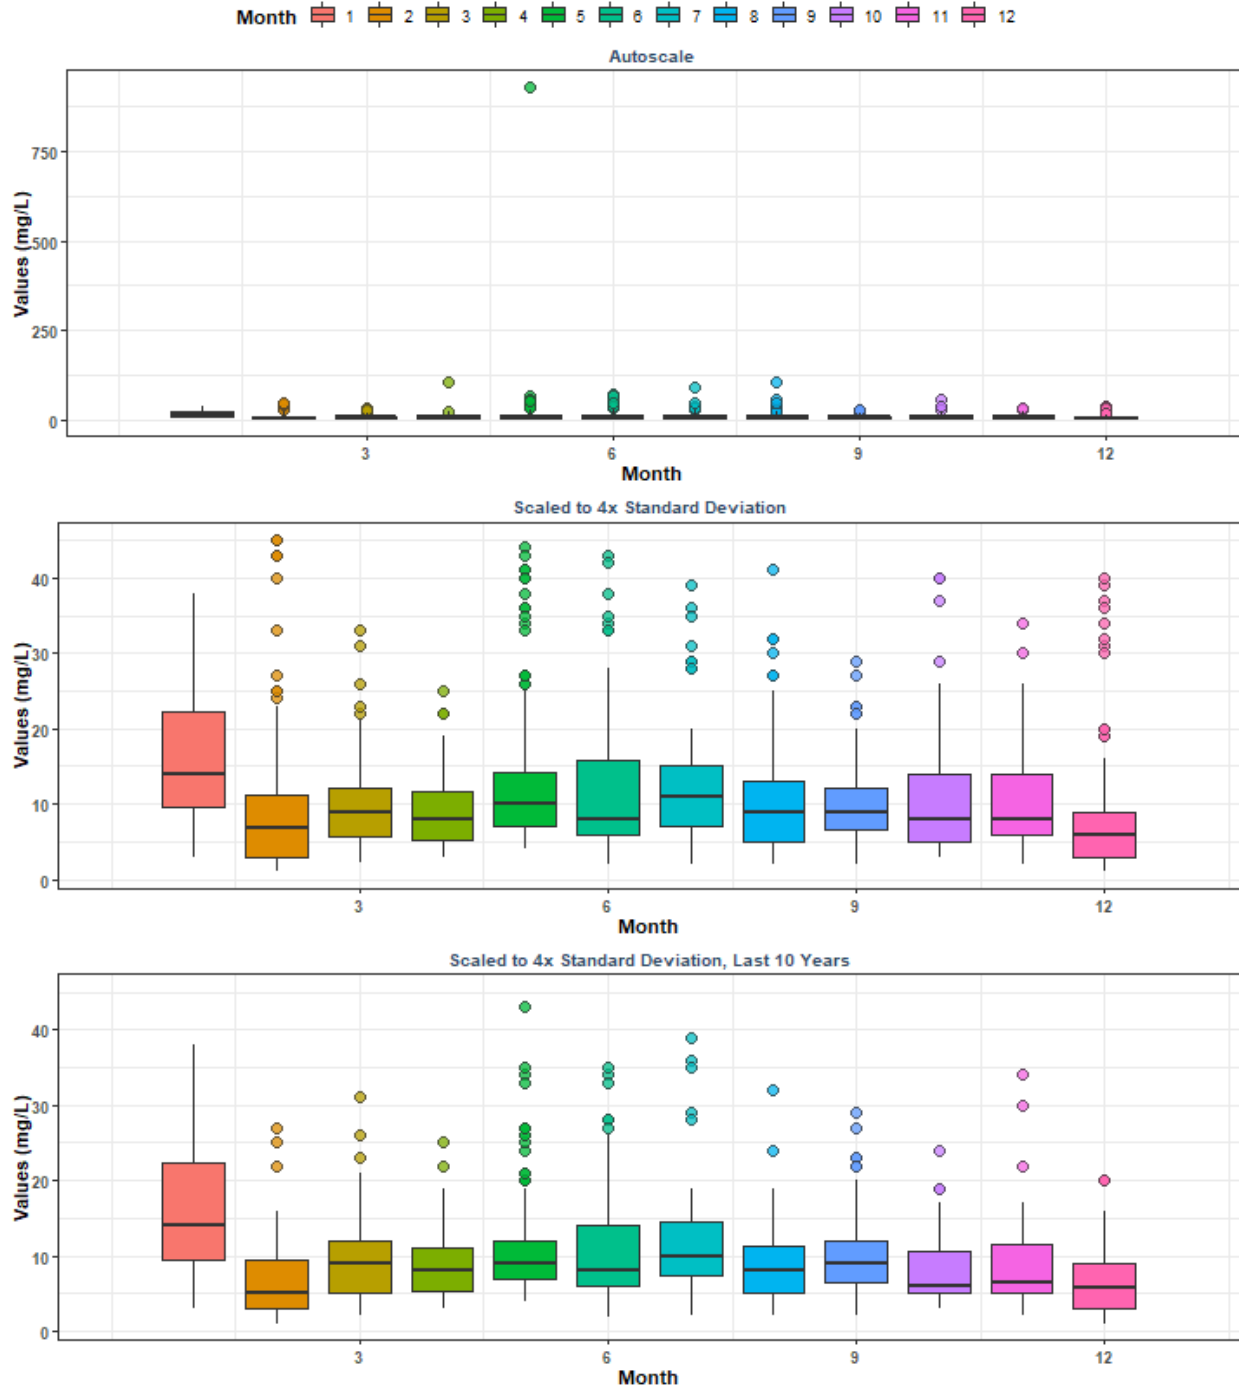 Month 1 2 3 4 5 6 7 8 9 10 11 12
Autoscale
Values (mg/L)
750
500
250
0
3 6 9 12
Month
Scaled to 4x Standard Deviation
Values (mg/L)
40
30
20
10
0
3 6 9 12
Month
Scaled to 4x Standard Deviation, Last 10 Years
Values (mg/L)
40
30
20
10
0
3 6 9 12
Month